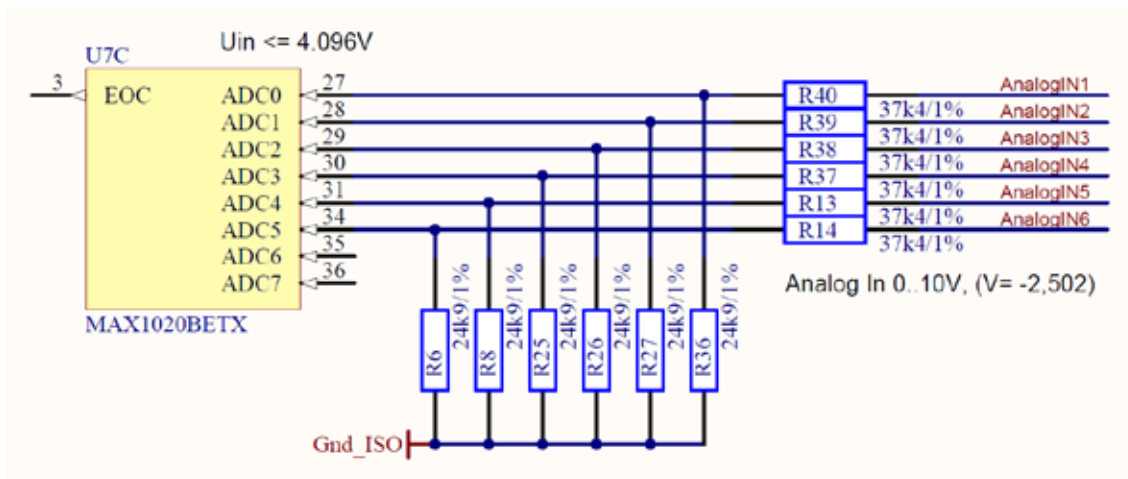 Uin <= 4.096V
U7C
3 EOC
ADC0 27
ADC1 28
ADC2 29
ADC3 30
ADC4 31
ADC5 34
ADC6 35
ADC7 36
MAX1020BETX
R40 37k4/1% AnalogIN1
R39 37k4/1% AnalogIN2
R38 37k4/1% AnalogIN3
R37 37k4/1% AnalogIN4
R13 37k4/1% AnalogIN5
R14 37k4/1% AnalogIN6
Analog In 0..10V, (V= -2,502)
R6 24k9/1%
R8 24k9/1%
R25 24k9/1%
R26 24k9/1%
R27 24k9/1%
R36 24k9/1%
Gnd_ISO